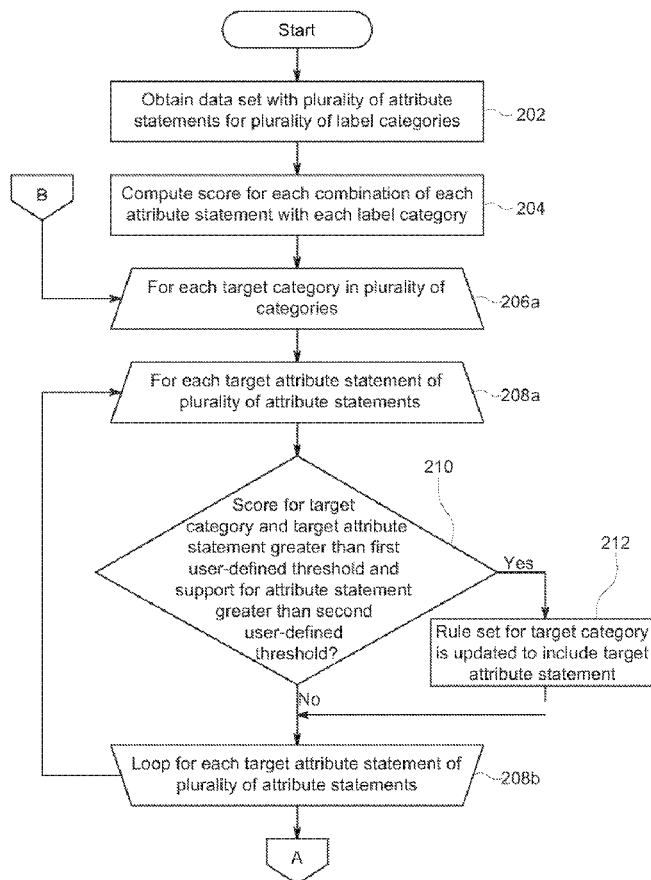 Start
Obtain data set with plurality of attribute
statements for plurality of label categories
202
B
Compute score for each combination of each
attribute statement with each label category
204
For each target category in plurality of
categories
206a
For each target attribute statement of
plurality of attribute statements
208a
210
Score for target
category and target attribute
statement greater than first
user-defined threshold and
support for attribute statement
greater than second
user-defined
threshold?
Yes
212
Rule set for target category
is updated to include target
attribute statement
No
Loop for each target attribute statement of
plurality of attribute statements
208b
A